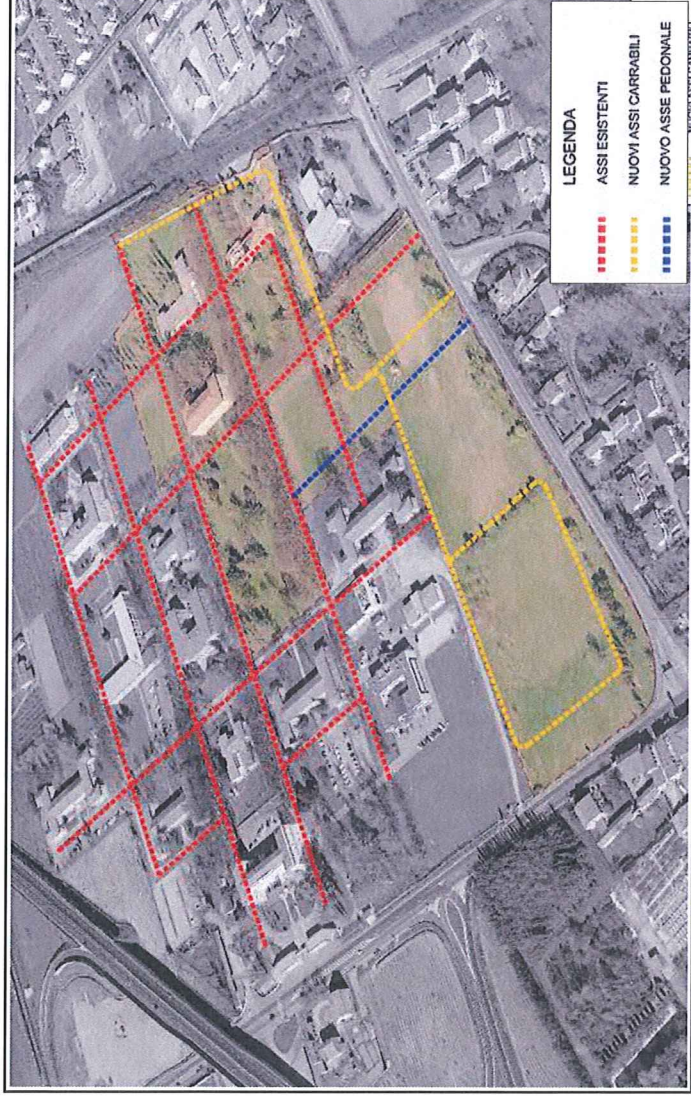 LEGENDA
ASSI ESISTENTI
NUOVI ASSI CARRABILI
NUOVO ASSE PEDONALE